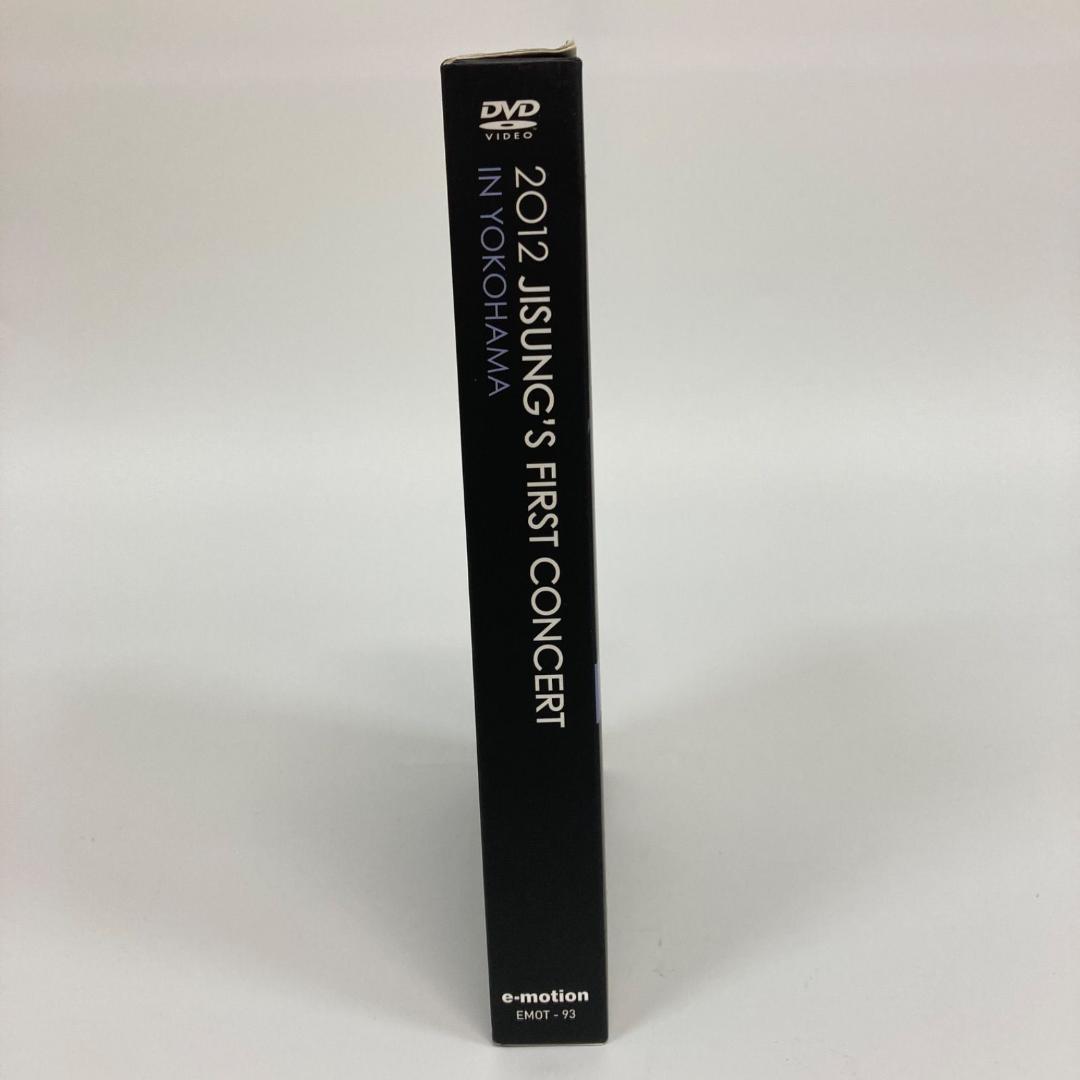 DVD
VIDEO
2012 JISUNG'S FIRST CONCERT
IN YOKOHAMA
e-motion
EMOT - 93